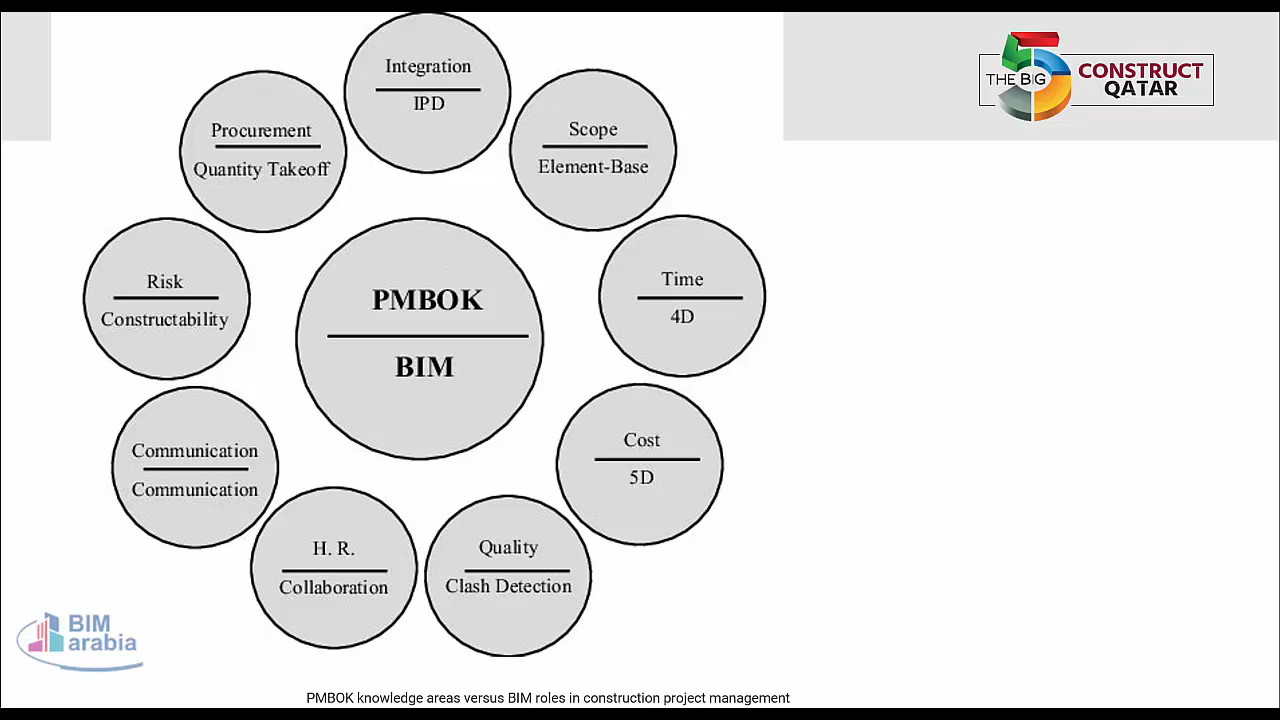 Integration
IPD
Scope
Element-Base
Time
4D
Cost
5D
Quality
Clash Detection
H. R.
Collaboration
Communication
Communication
Risk
Constructability
Procurement
Quantity Takeoff
PMBOK
BIM
THE BIG 5
CONSTRUCT
QATAR
BIM
arabia
PMBOK knowledge areas versus BIM roles in construction project management